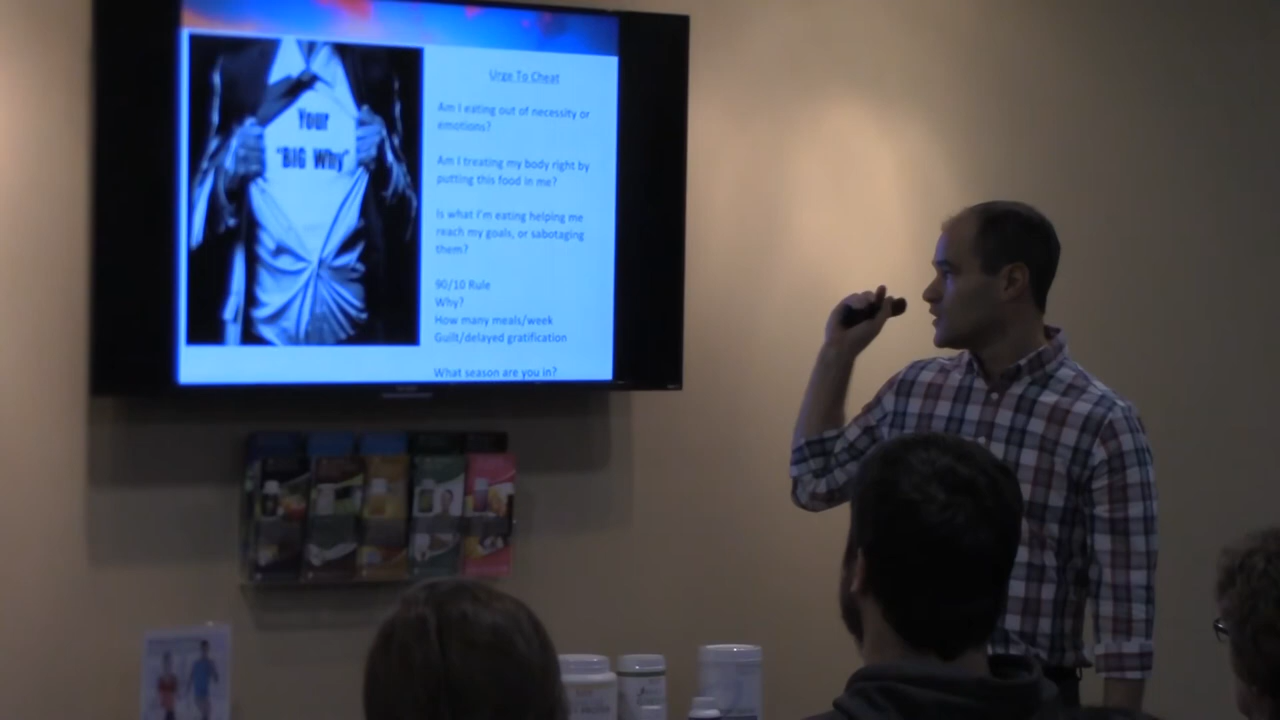 Your
"BIG Why"
Urge To Cheat
Am I eating out of necessity or
emotions?
Am I treating my body right by
putting this food in me?
Is what I'm eating helping me
reach my goals, or sabotaging
them?
90/10 Rule
Why?
How many meals/week
Guilt/delayed gratification
What season are you in?